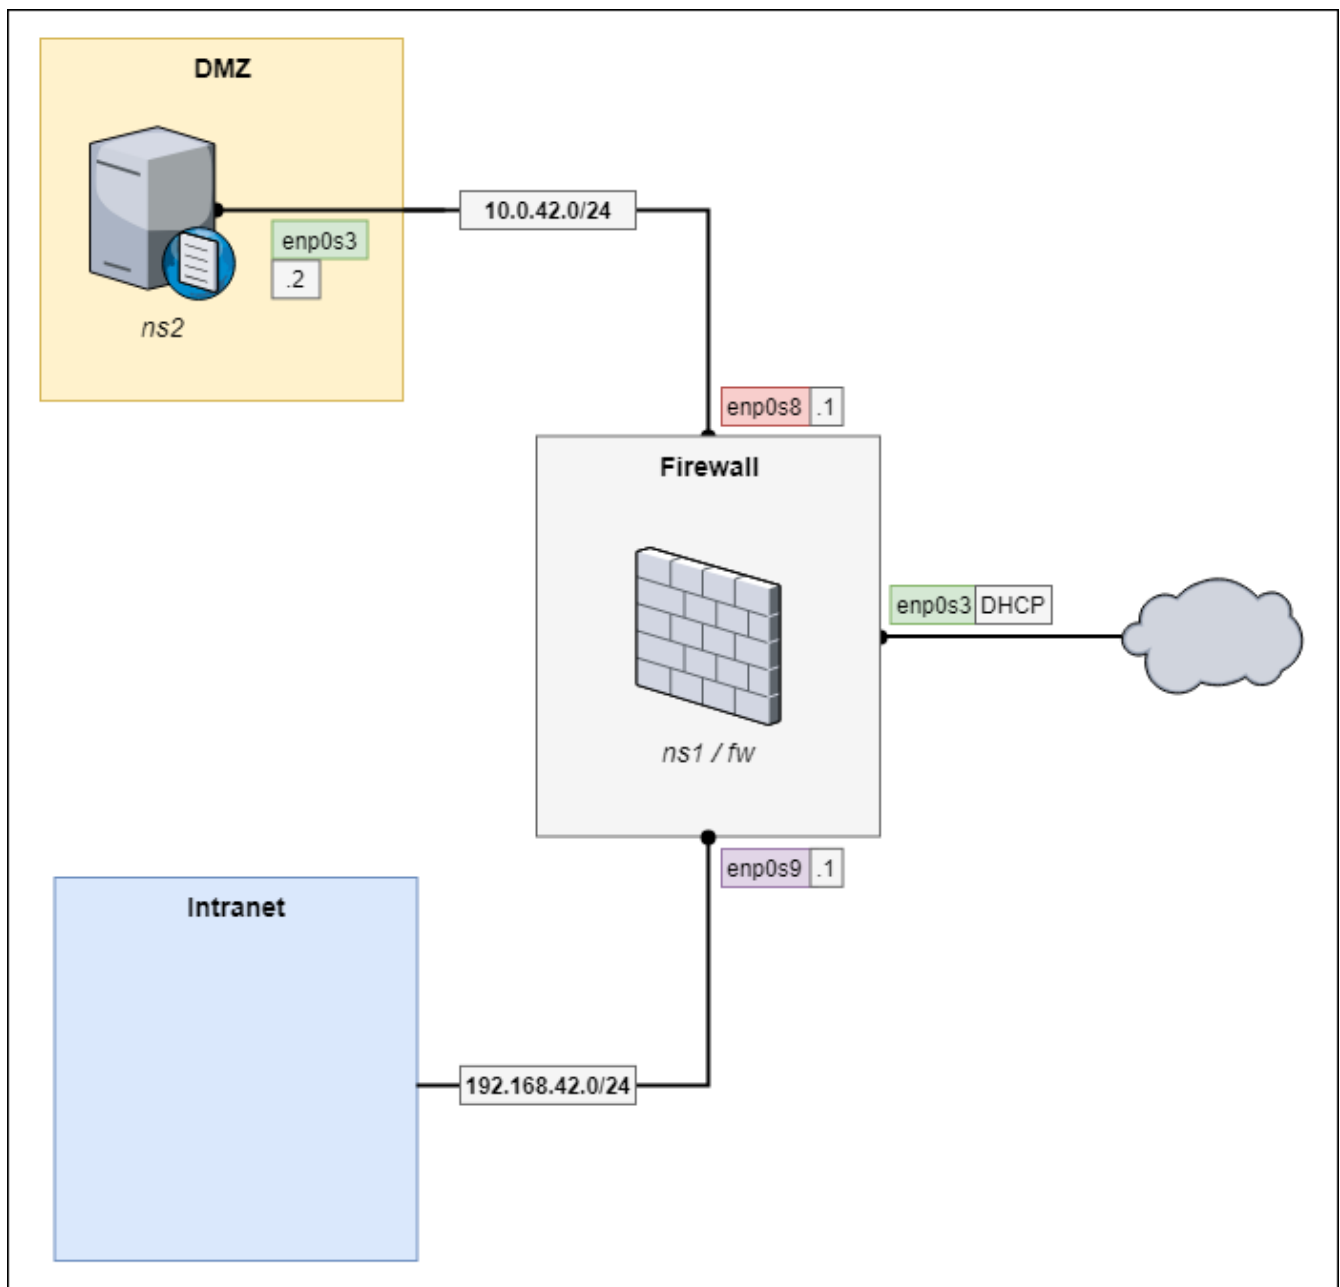 DMZ
10.0.42.0/24
enp0s3
.2
ns2
enp0s8 .1
Firewall
enp0s3 DHCP
ns1 / fw
enp0s9 .1
Intranet
192.168.42.0/24